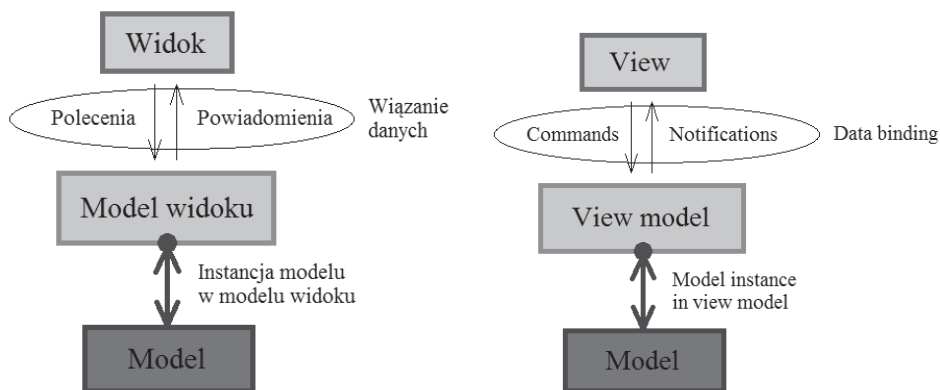 Widok
Polecenia
Powiadomienia
Wiązanie
danych
Model widoku
Instancja modelu
w modelu widoku
Model
View
Commands
Notifications
Data binding
View model
Model instance
in view model
Model